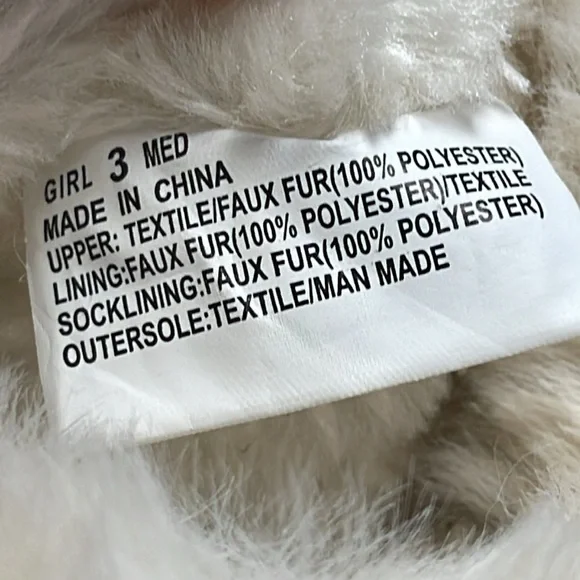 GIRL 3 MED
MADE IN CHINA
UPPER: TEXTILE/FAUX FUR(100% POLYESTER)
LINING:FAUX FUR(100% POLYESTER)/TEXTILE
SOCKLINING:FAUX FUR(100% POLYESTER)
OUTERSOLE:TEXTILE/MAN MADE